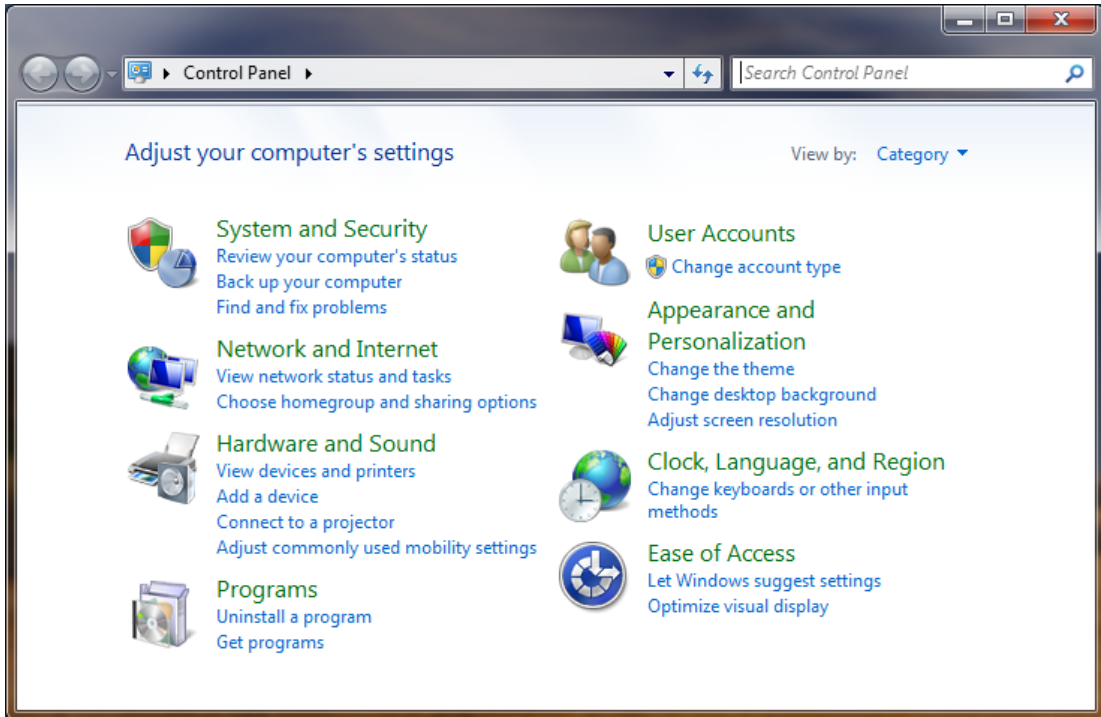 Control Panel
Search Control Panel
Adjust your computer's settings
View by: Category
System and Security
Review your computer's status
Back up your computer
Find and fix problems
Network and Internet
View network status and tasks
Choose homegroup and sharing options
Hardware and Sound
View devices and printers
Add a device
Connect to a projector
Adjust commonly used mobility settings
Programs
Uninstall a program
Get programs
User Accounts
Change account type
Appearance and
Personalization
Change the theme
Change desktop background
Adjust screen resolution
Clock, Language, and Region
Change keyboards or other input
methods
Ease of Access
Let Windows suggest settings
Optimize visual display